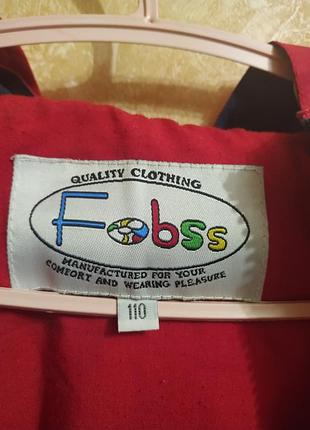 QUALITY CLOTHING
Fobss
MANUFACTURED FOR YOUR
COMFORT AND WEARING PLEASURE
110